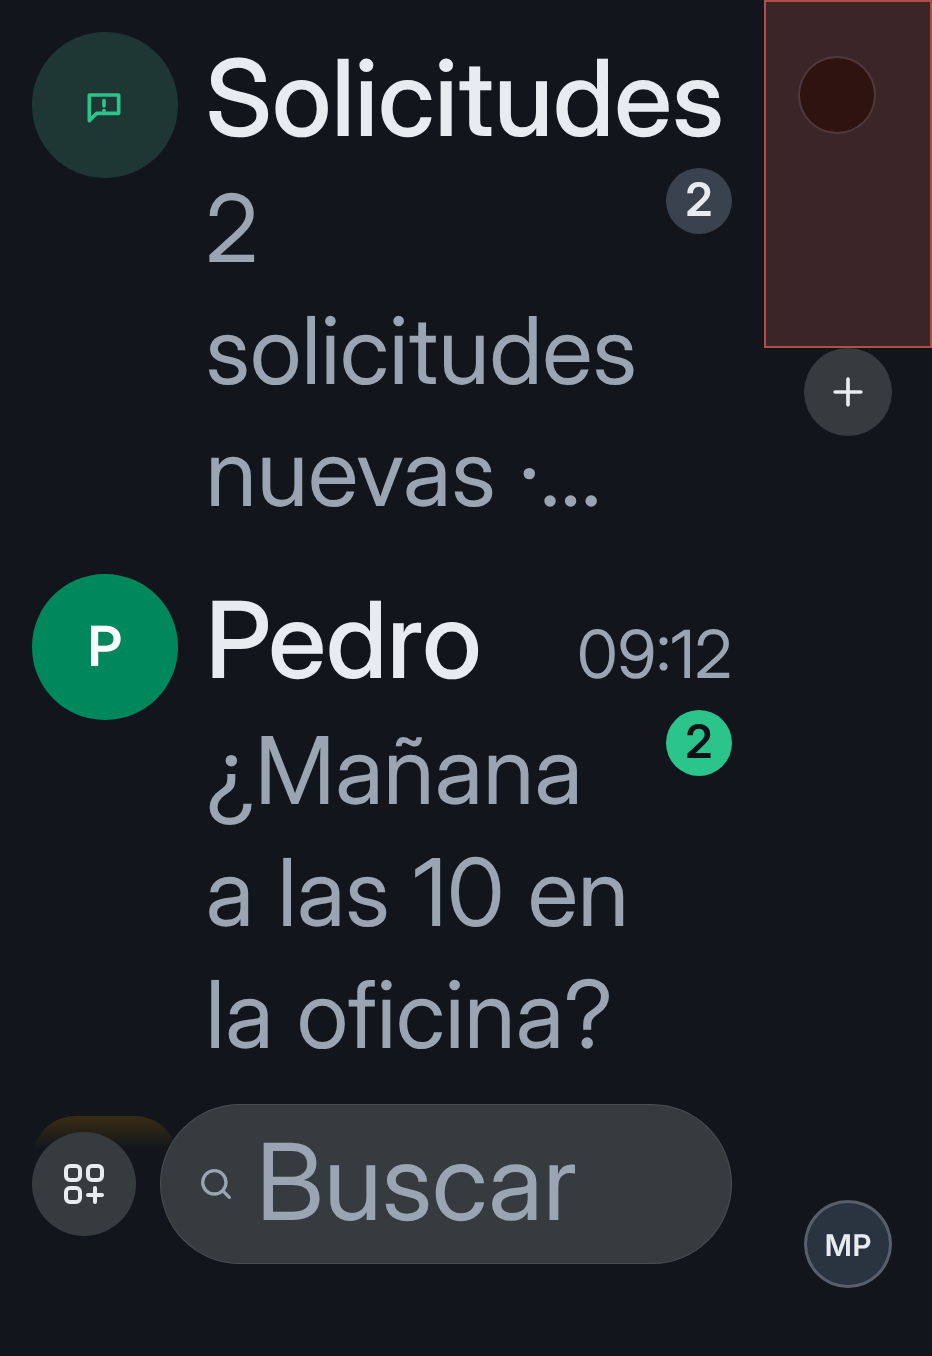 Solicitudes
2
2
solicitudes
nuevas ·...
P
Pedro
09:12
¿Mañana
2
a las 10 en
la oficina?
Buscar
MP